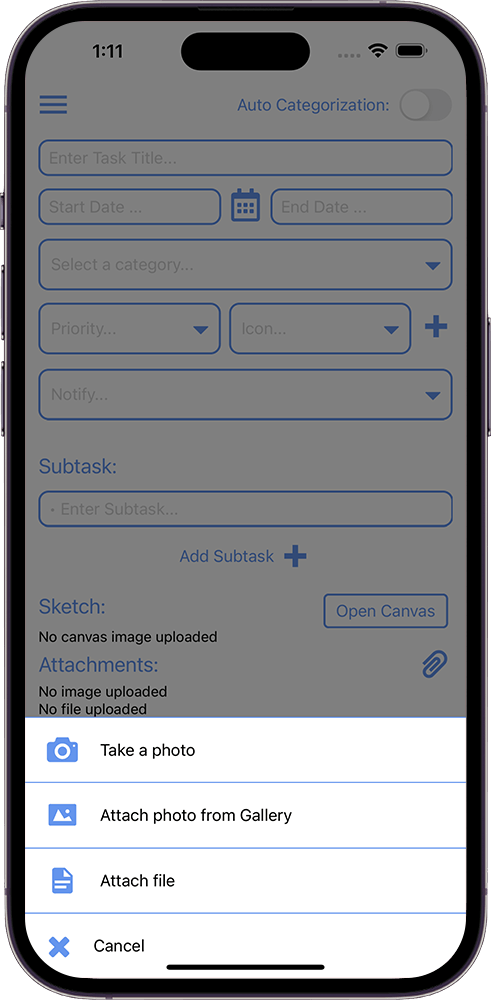 1:11
Auto Categorization:
Enter Task Title...
Start Date ...
End Date ...
Select a category...
Priority...
Icon...
Notify...
Subtask:
· Enter Subtask...
Add Subtask
Sketch:
Open Canvas
No canvas image uploaded
Attachments:
No image uploaded
No file uploaded
Take a photo
Attach photo from Gallery
Attach file
Cancel